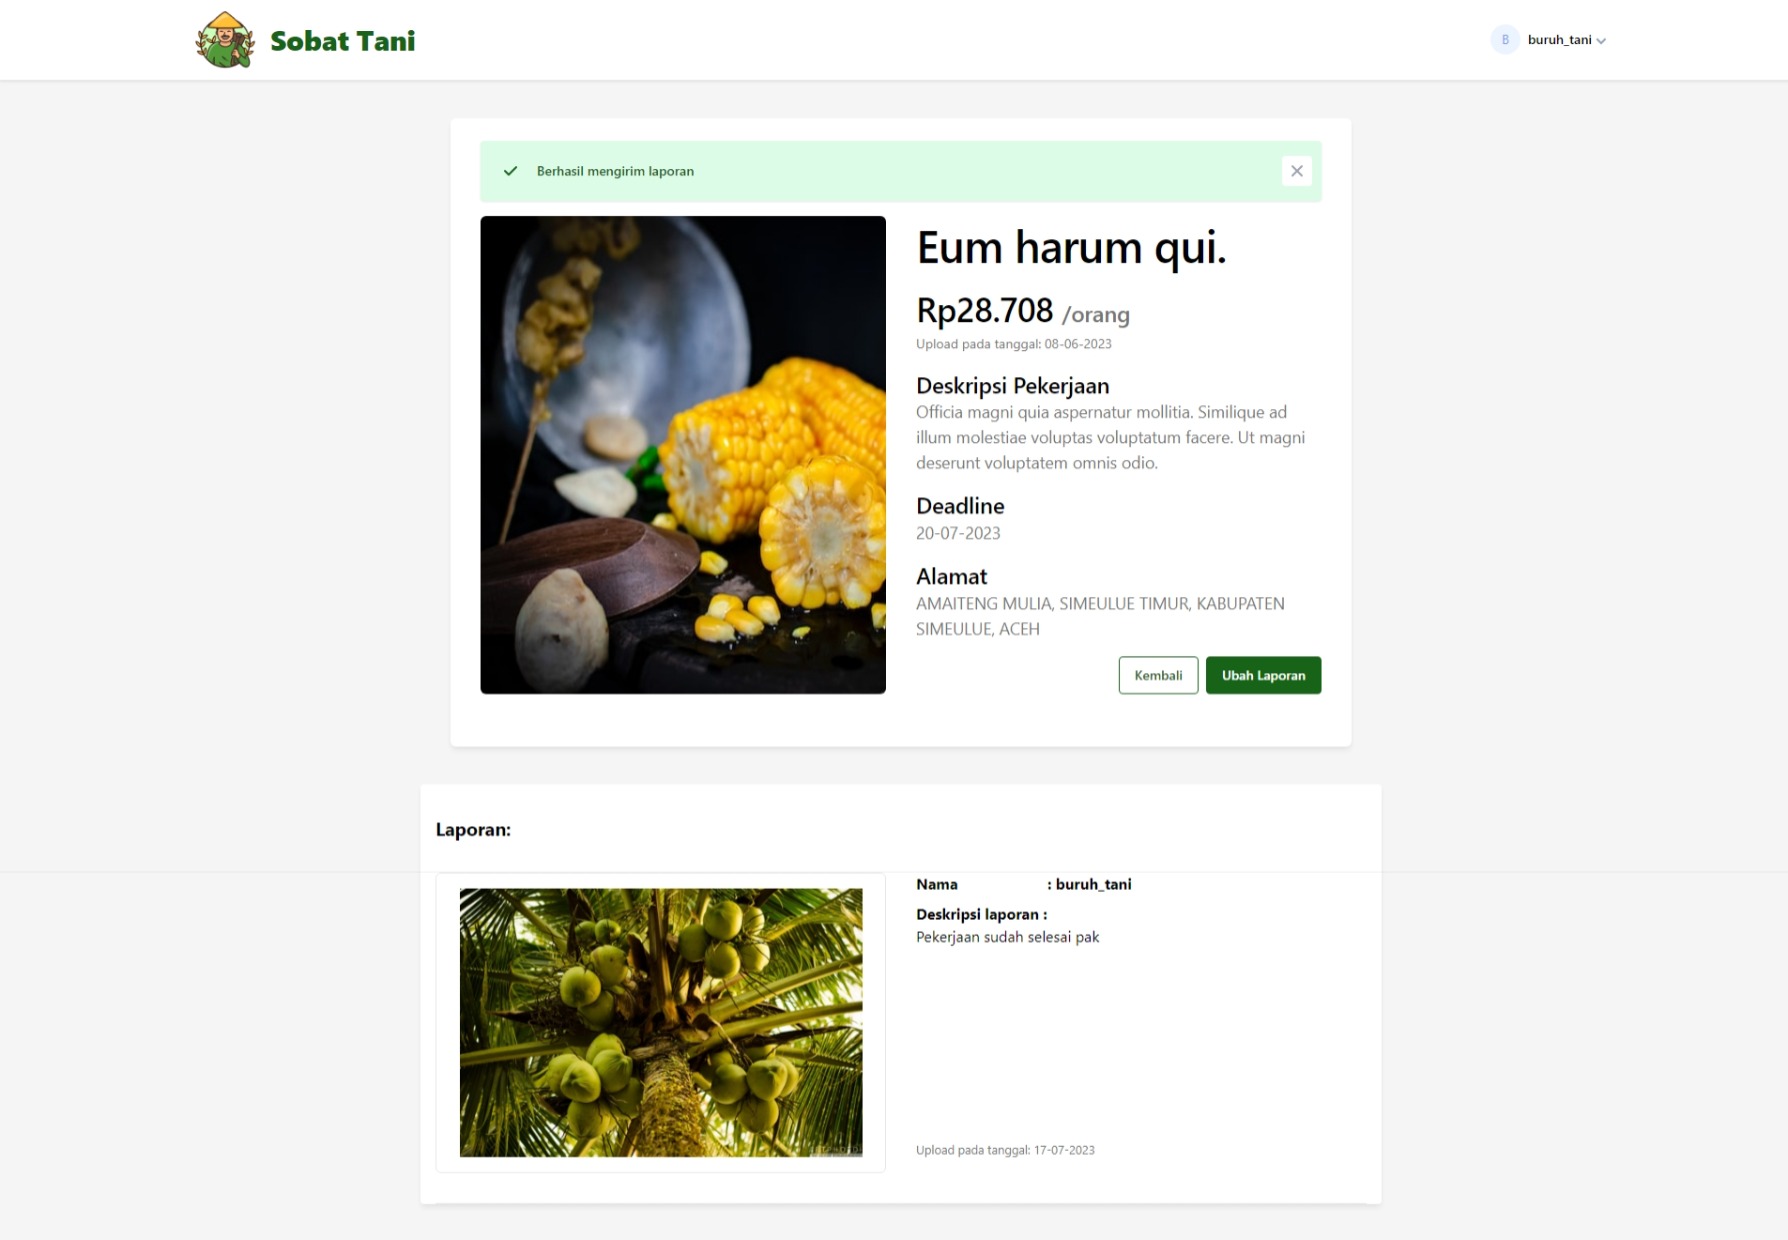 Sobat Tani
B buruh_tani
Berhasil mengirim laporan
Eum harum qui.
Rp28.708 /orang
Upload pada tanggal: 08-06-2023
Deskripsi Pekerjaan
Officia magni quia aspernatur mollitia. Similique ad
illum molestiae voluptas voluptatum facere. Ut magni
deserunt voluptatem omnis odio.
Deadline
20-07-2023
Alamat
AMAITENG MULIA, SIMEULUE TIMUR, KABUPATEN
SIMEULUE, ACEH
Kembali Ubah Laporan
Laporan:
Nama : buruh_tani
Deskripsi laporan :
Pekerjaan sudah selesai pak
Upload pada tanggal: 17-07-2023